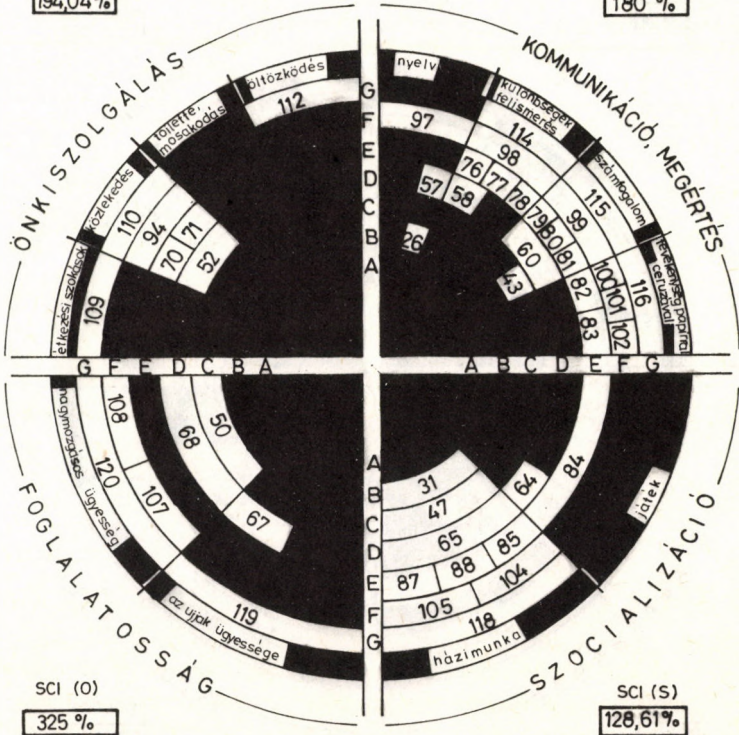 194,04%
180 %
ÖNKISZOLGÁLÁS
KOMMUNIKÁCIÓ, MEGÉRTÉS
öltözködés
toilette,
mosakodás
közlekedés
étkezési szokások
nyelv
különbségek
felismerés
számfogalom
tevékenység papírral
ceruzával
G
F
E
D
C
B
A
112
110
94
70
71
52
109
97
114
98
76
77
78
79
80
81
57
58
26
60
43
99
115
82
83
100
101
102
116
G F E D C B A
A B C D E F G
108
120
107
68
50
67
119
nagymozgásos ügyesség
az ujjak ügyessége
A
B
C
D
E
F
G
31
47
65
64
84
87
88
85
105
104
118
játék
házimunka
FOGLALATOSSÁG
SZOCIALIZÁCIÓ
SCI (O)
325 %
SCI (S)
128,61%